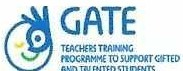 GATE
TEACHERS TRAINING
PROGRAMME TO SUPPORT GIFTED
AND TALENTED STUDENTS